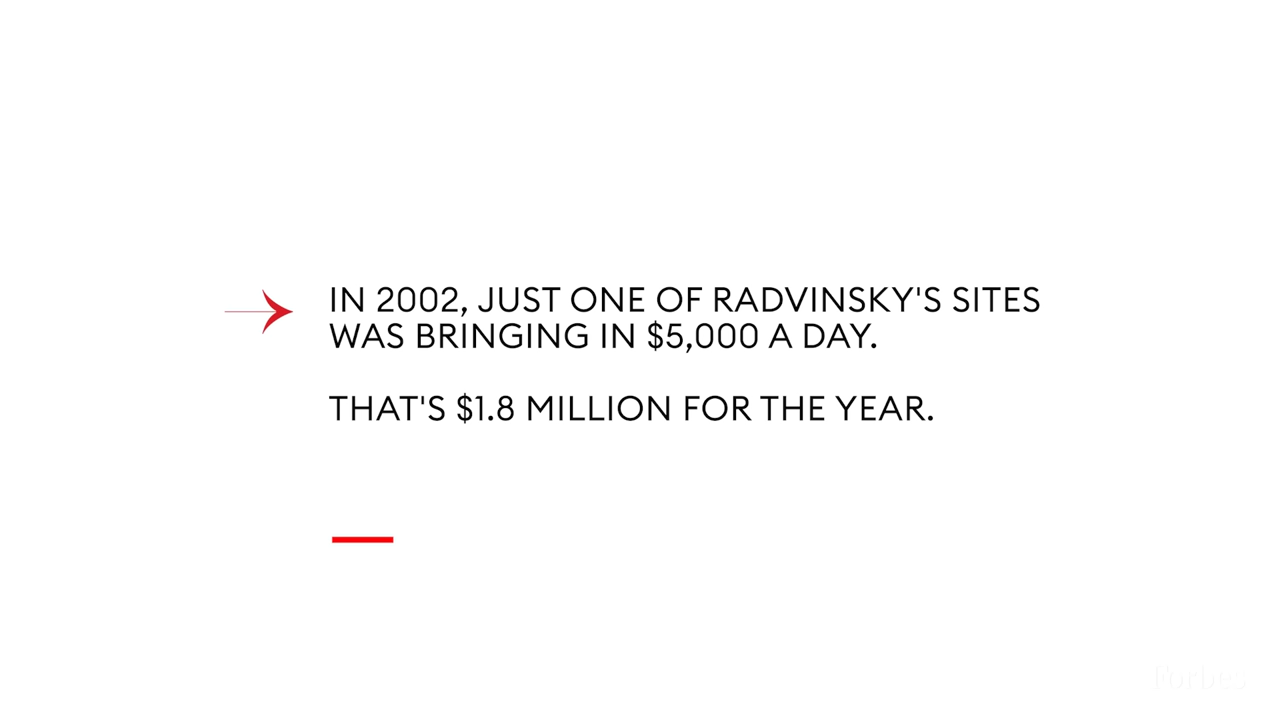 IN 2002, JUST ONE OF RADVINSKY'S SITES
WAS BRINGING IN $5,000 A DAY.
THAT'S $1.8 MILLION FOR THE YEAR.
Forbes